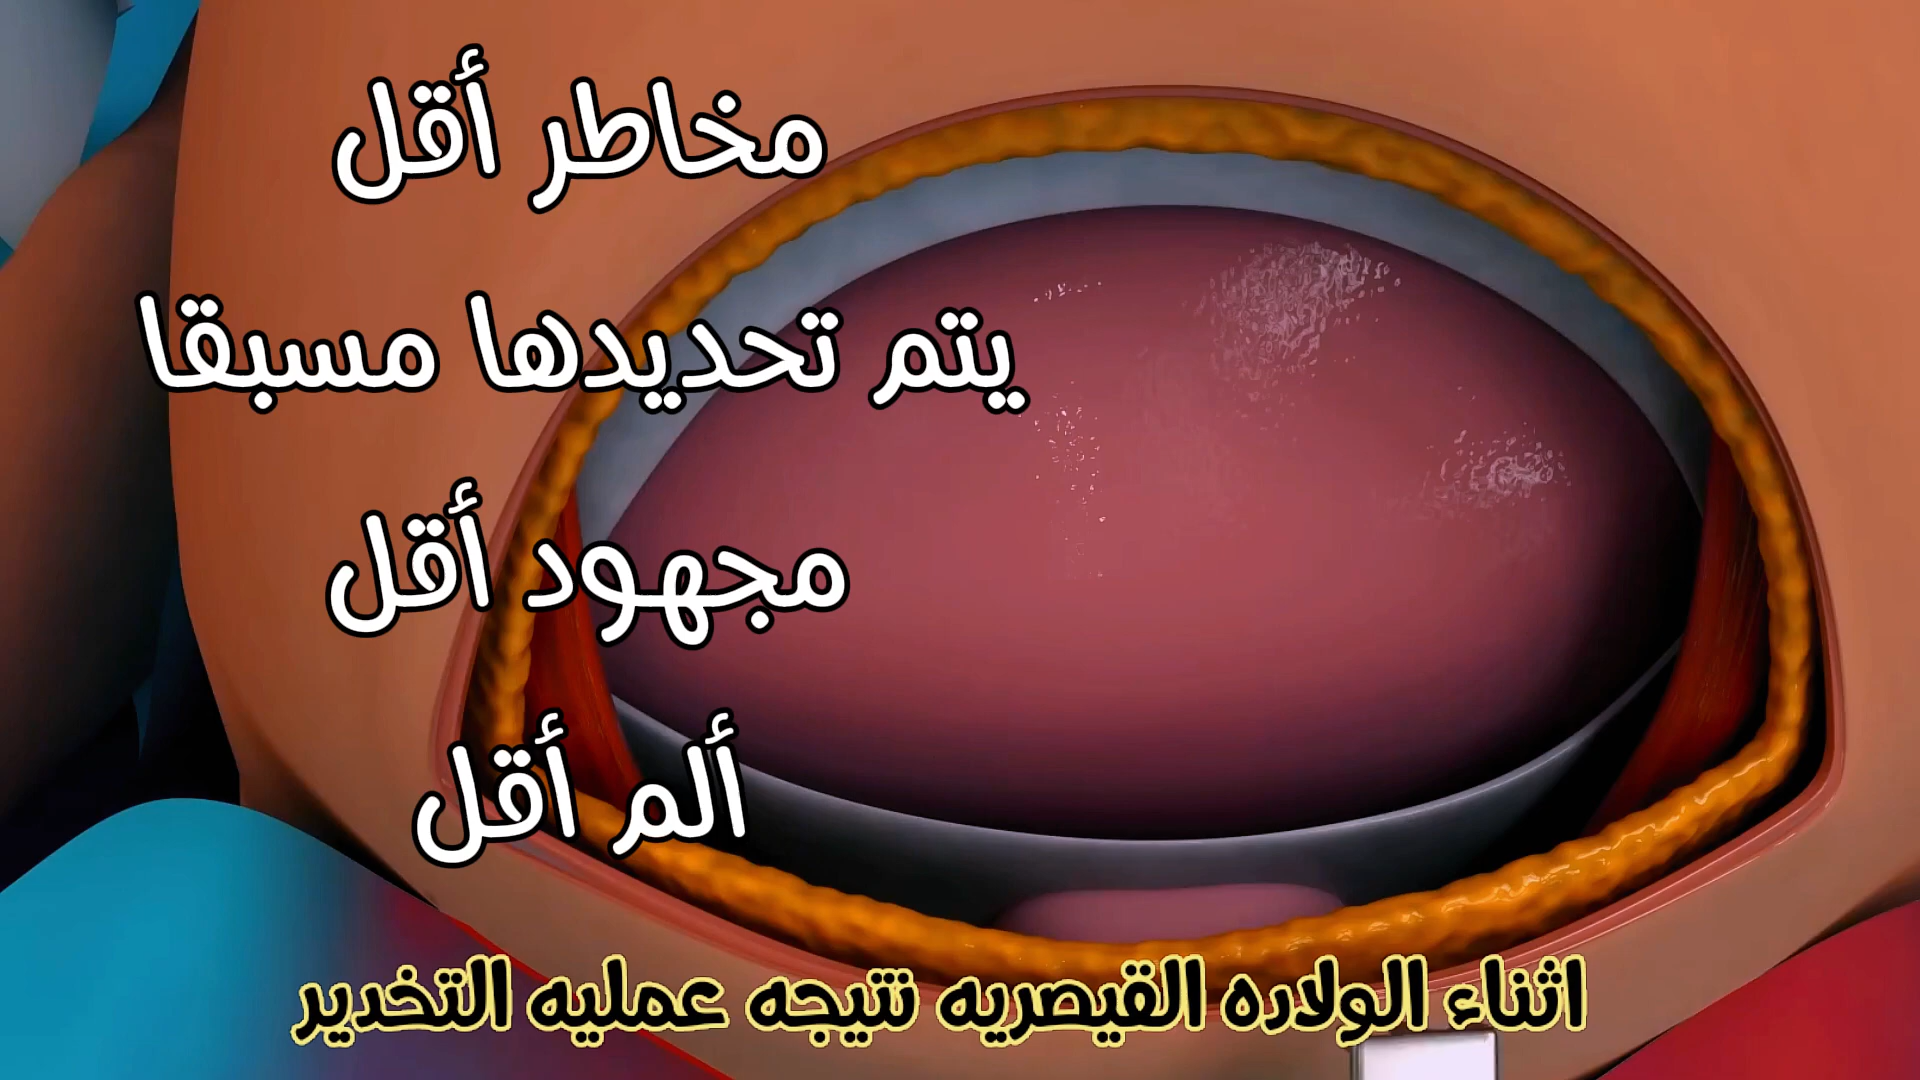 مخاطر أقل
يتم تحديدها مسبقا
مجهود أقل
ألم أقل
اثناء الولاده القيصريه نتيجه عمليه التخدير